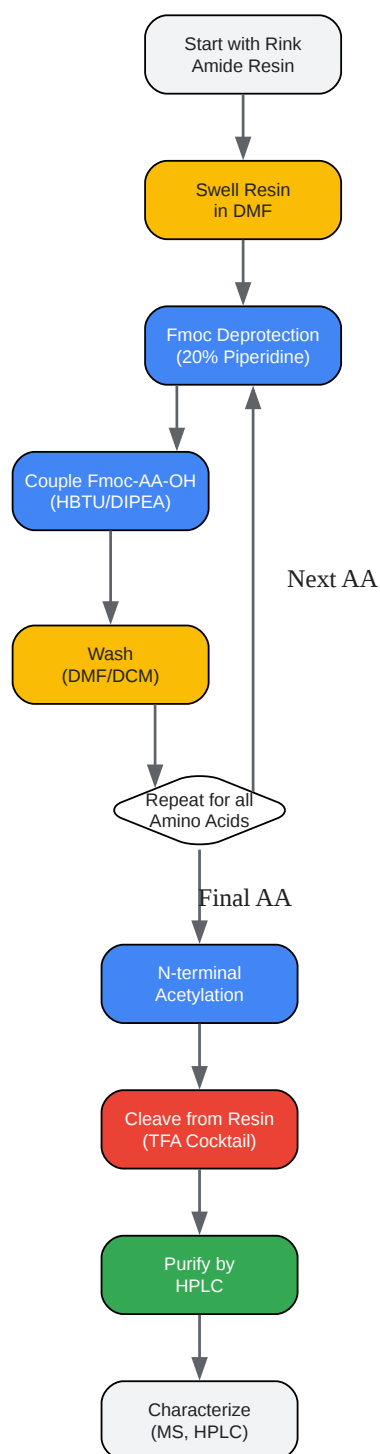 Start with Rink
Amide Resin
Swell Resin
in DMF
Fmoc Deprotection
(20% Piperidine)
Couple Fmoc-AA-OH
(HBTU/DIPEA)
Next AA
Wash
(DMF/DCM)
Repeat for all
Amino Acids
Final AA
N-terminal
Acetylation
Cleave from Resin
(TFA Cocktail)
Purify by
HPLC
Characterize
(MS, HPLC)